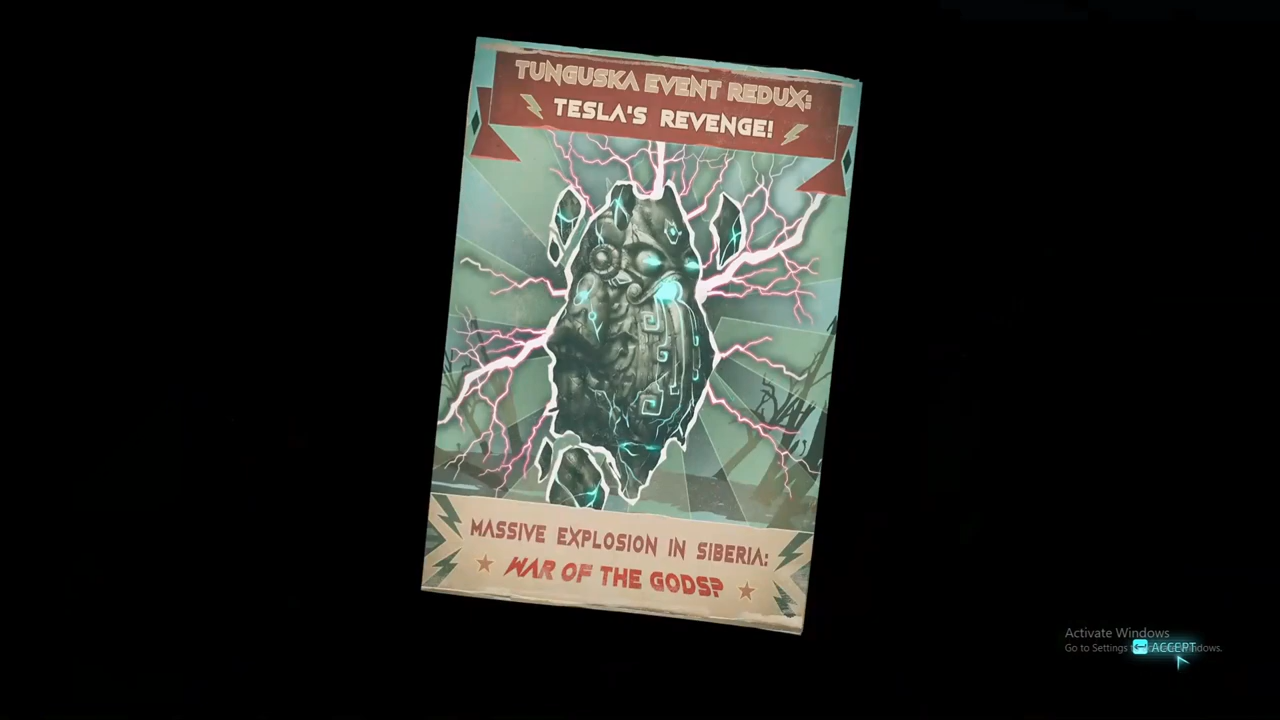 TUNGUSKA EVENT REDUX:
TESLA'S REVENGE!
MASSIVE EXPLOSION IN SIBERIA:
WAR OF THE GODS?
Activate Windows
Go to Settings
ACCEPT